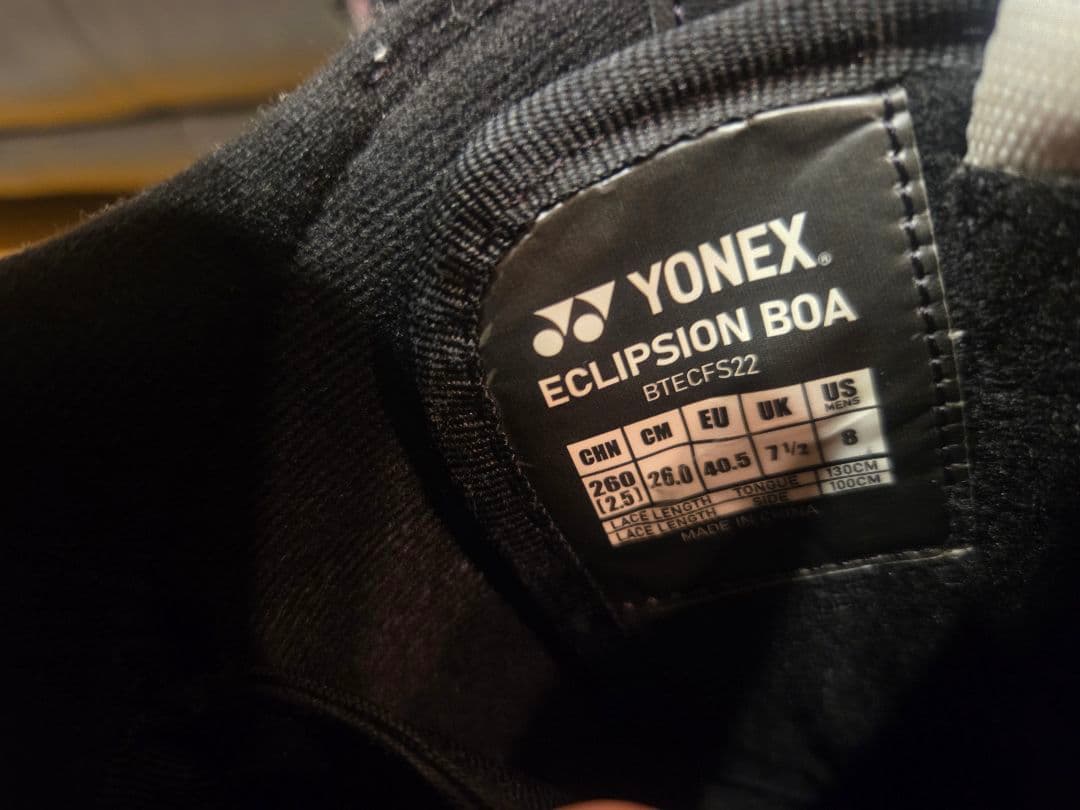 YONEX®
ECLIPSION BOA
BTECFS22
CHN CM EU UK US MENS
260 [2.5] 26.0 40.5 7 1/2 8
LACE LENGTH TONGUE 130CM
LACE LENGTH SIDE 100CM
MADE IN CHINA